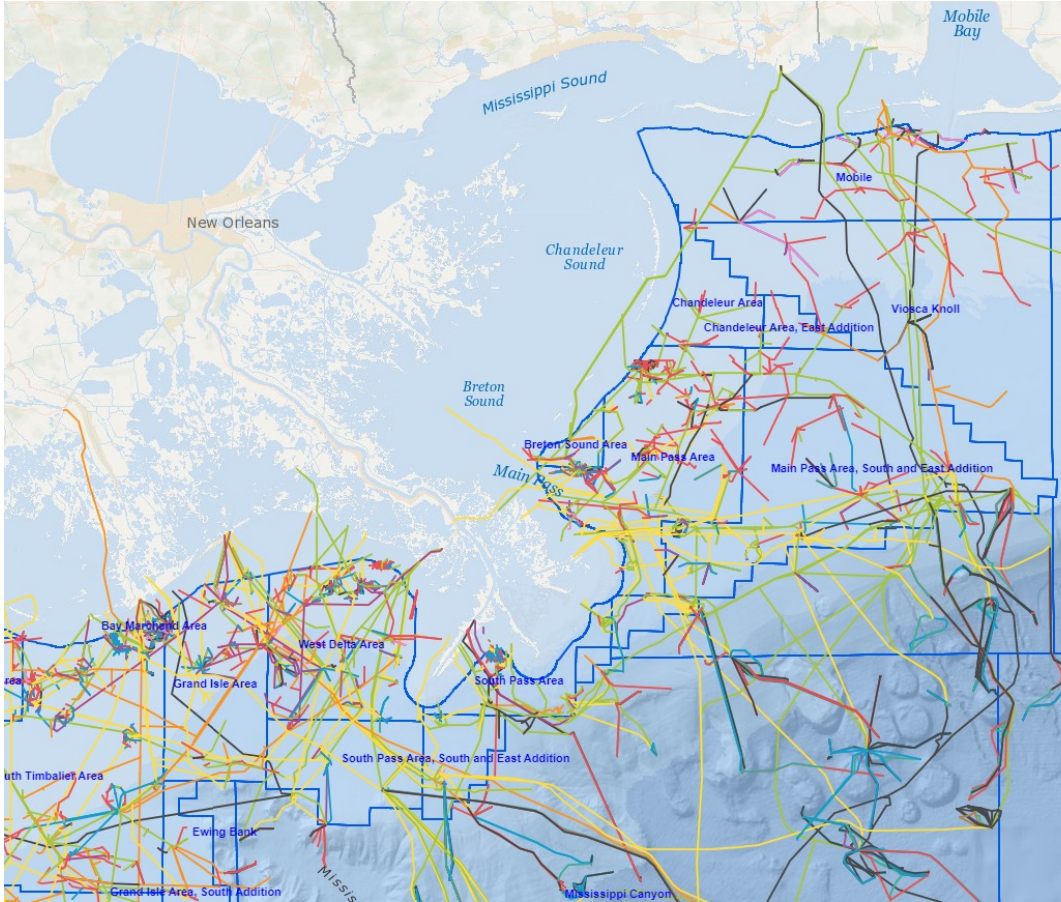 Mobile
Bay
Mississippi Sound
Mobile
New Orleans
Chandeleur
Sound
Chandeleur Area
Viosca Knoll
Chandeleur Area, East Addition
Breton
Sound
Breton Sound Area
Main Pass Area
Main Pass Area, South and East Addition
Main Pass
Bay Marchand Area
West Delta Area
Grand Isle Area
South Pass Area
South Pass Area, South and East Addition
uth Timbalier Area
Ewing Bank
Grand Isle Area, South Addition
Missis
Mississippi Canyon